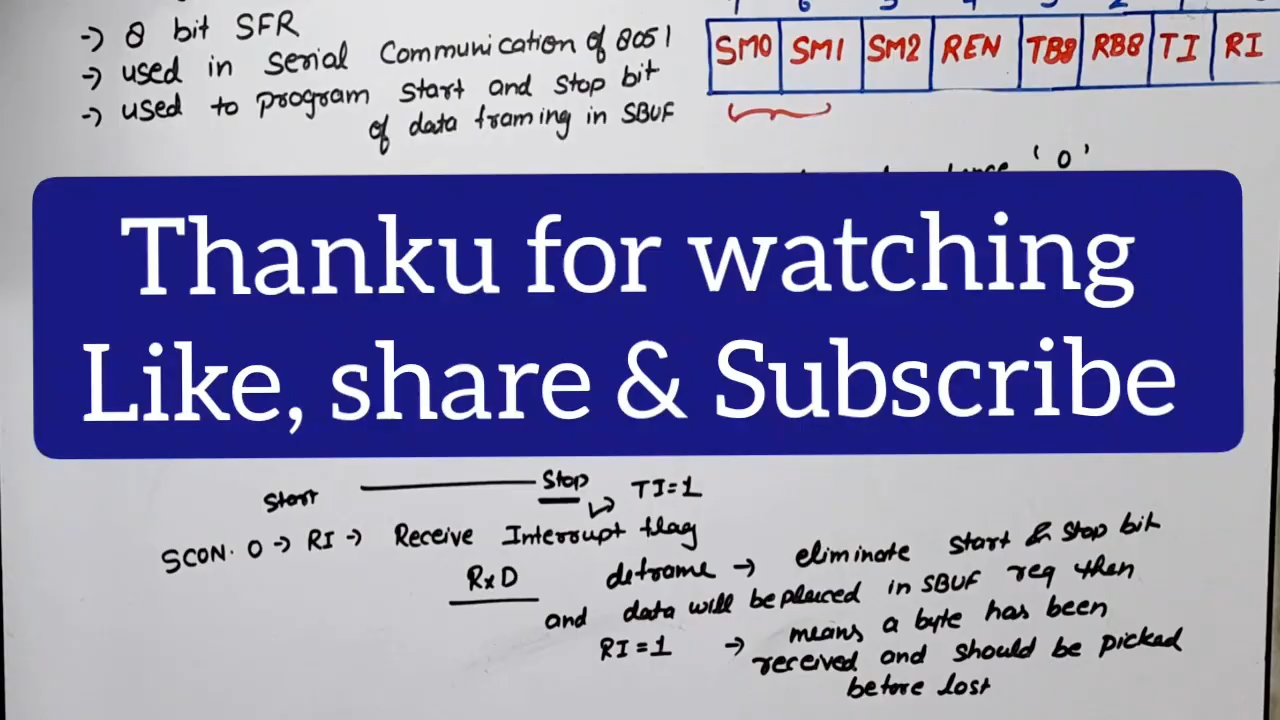 -> 8 bit SFR
-> used in serial communication of 8051
-> used to program start and stop bit
of data framing in SBUF
SM0 SM1 SM2 REN TB8 RB8 TI RI
'0'
Thanku for watching
Like, share & Subscribe
Start Stop TI=1
SCON.0 -> RI -> Receive Interrupt flag
RxD deframe -> eliminate start & stop bit
and data will be placed in SBUF req then
RI=1 -> means a byte has been
received and should be picked
before lost